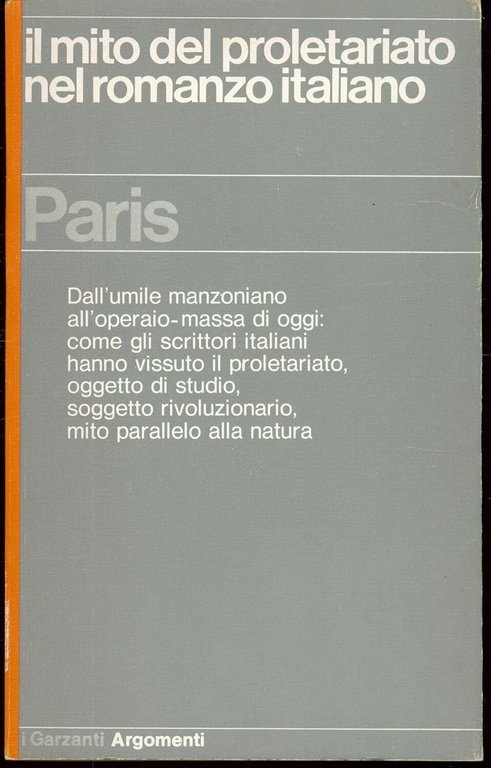 il mito del proletariato
nel romanzo italiano
Paris
Dall'umile manzoniano
all'operaio-massa di oggi:
come gli scrittori italiani
hanno vissuto il proletariato,
oggetto di studio,
soggetto rivoluzionario,
mito parallelo alla natura
i Garzanti Argomenti